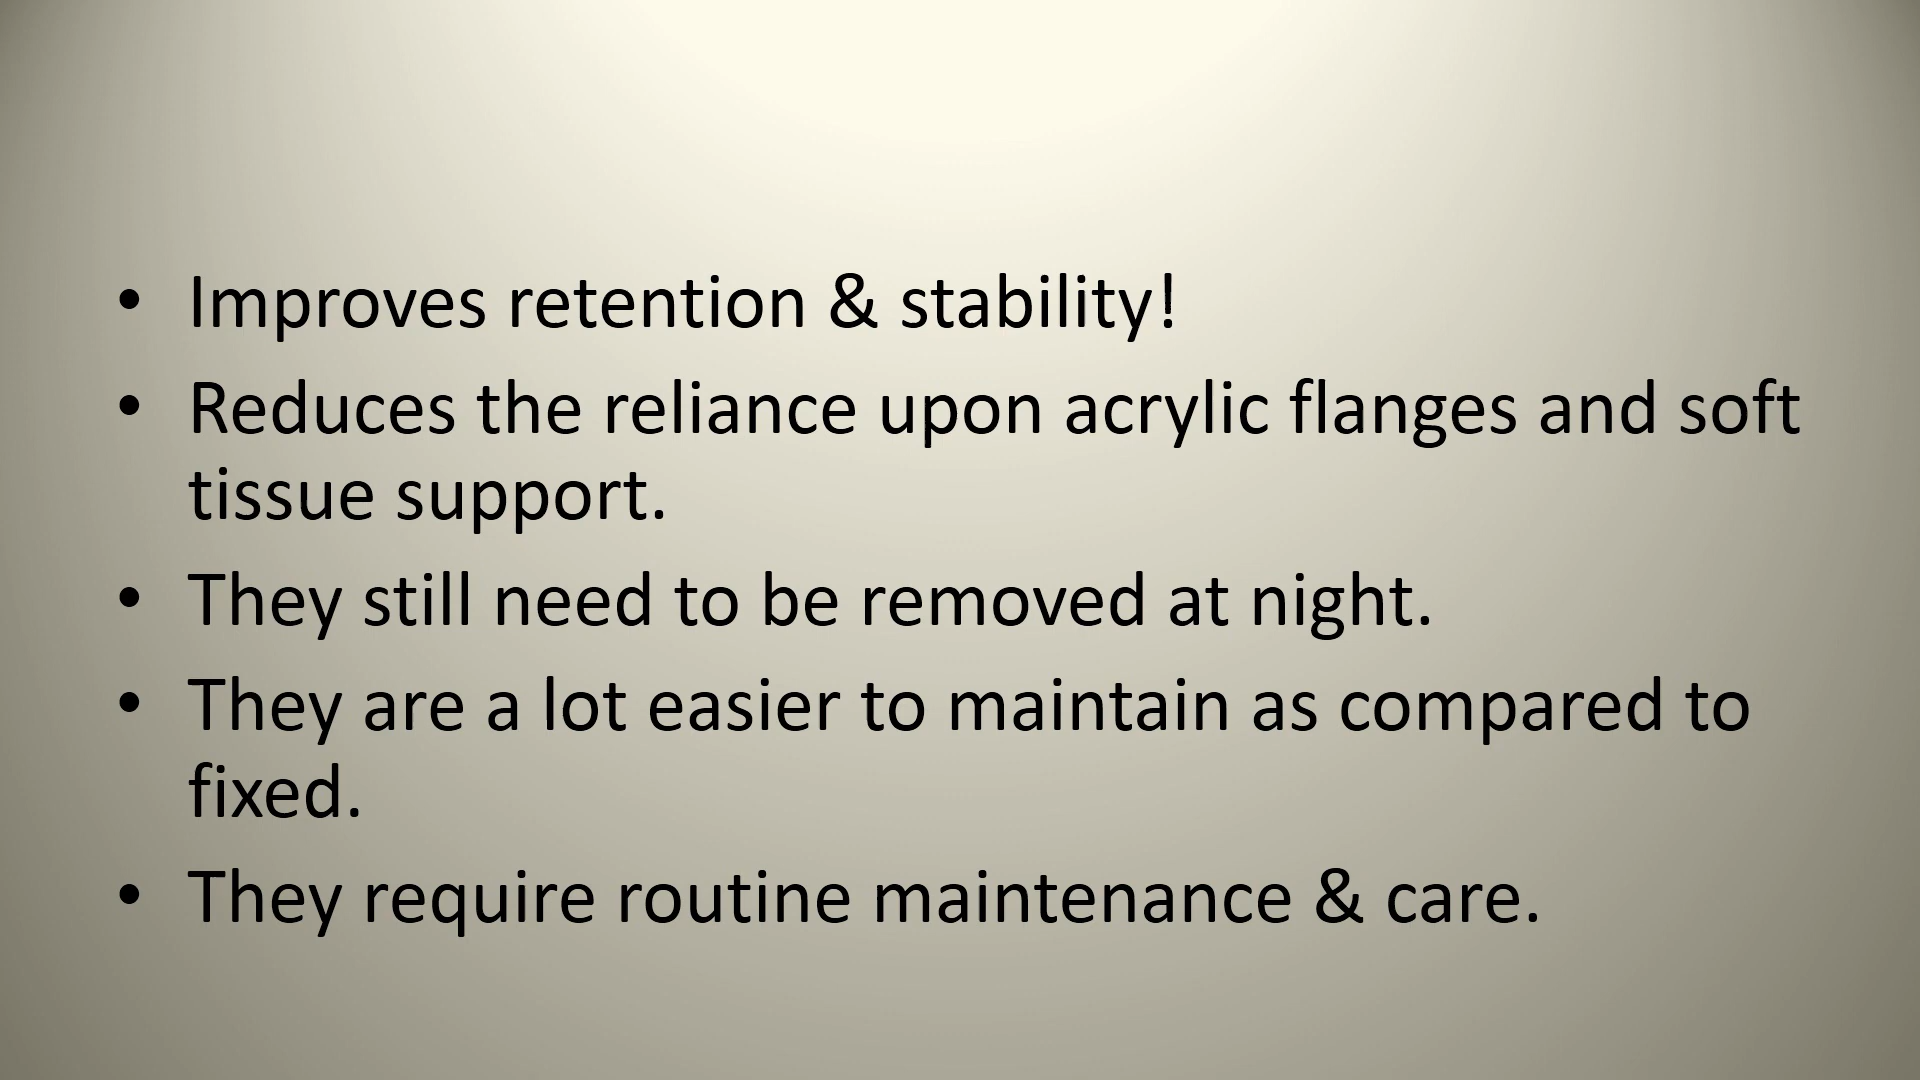 • Improves retention & stability!
• Reduces the reliance upon acrylic flanges and soft
tissue support.
• They still need to be removed at night.
• They are a lot easier to maintain as compared to
fixed.
• They require routine maintenance & care.